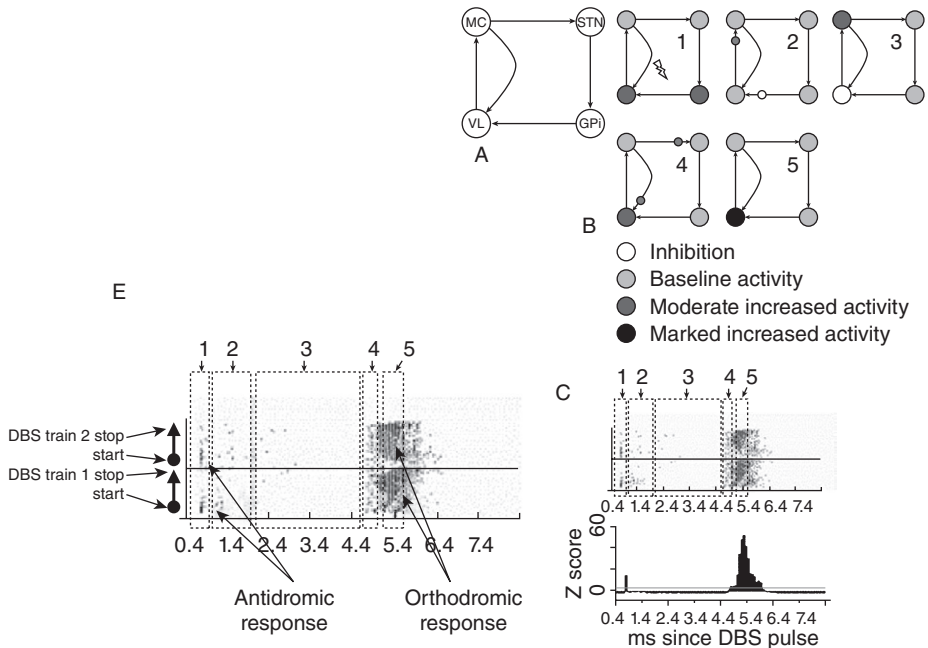 MC
STN
VL
GPi
A
1
2
3
4
5
B
Inhibition
Baseline activity
Moderate increased activity
Marked increased activity
E
1 2 3 4 5
DBS train 2 stop
start
DBS train 1 stop
start
0.4 1.4 2.4 3.4 4.4 5.4 6.4 7.4
Antidromic
response
Orthodromic
response
C
1 2 3 4 5
0.4 1.4 2.4 3.4 4.4 5.4 6.4 7.4
60
0
Z score
0.4 1.4 2.4 3.4 4.4 5.4 6.4 7.4
ms since DBS pulse